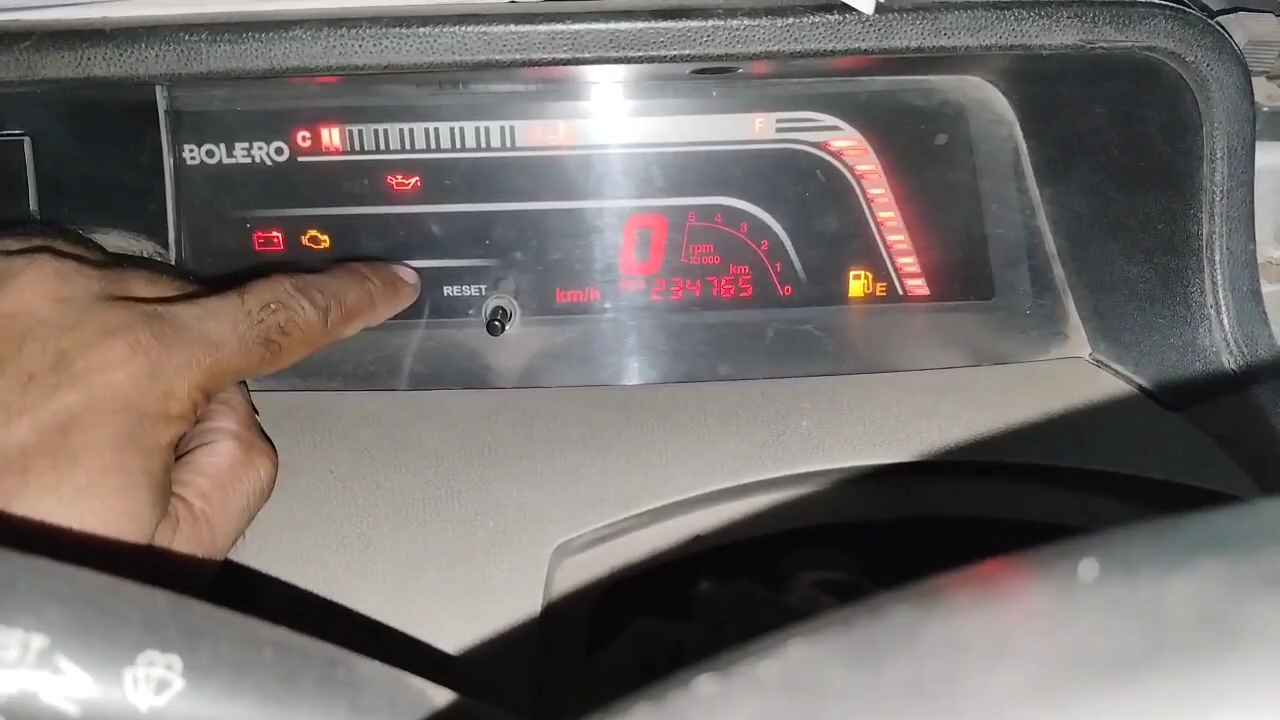 C F
BOLERO
0
5 4 3 2 1 0
rpm
x1000
km
RESET
km/h
234765
E